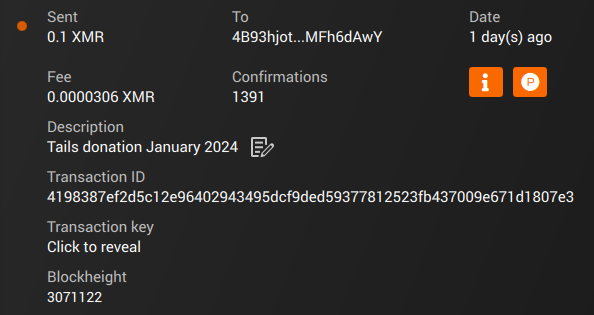 Sent To Date
0.1 XMR 4B93hjot...MFh6dAwY 1 day(s) ago
Fee Confirmations
0.0000306 XMR 1391
Description
Tails donation January 2024
Transaction ID
4198387ef2d5c12e96402943495dcf9ded59377812523fb437009e671d1807e3
Transaction key
Click to reveal
Blockheight
3071122